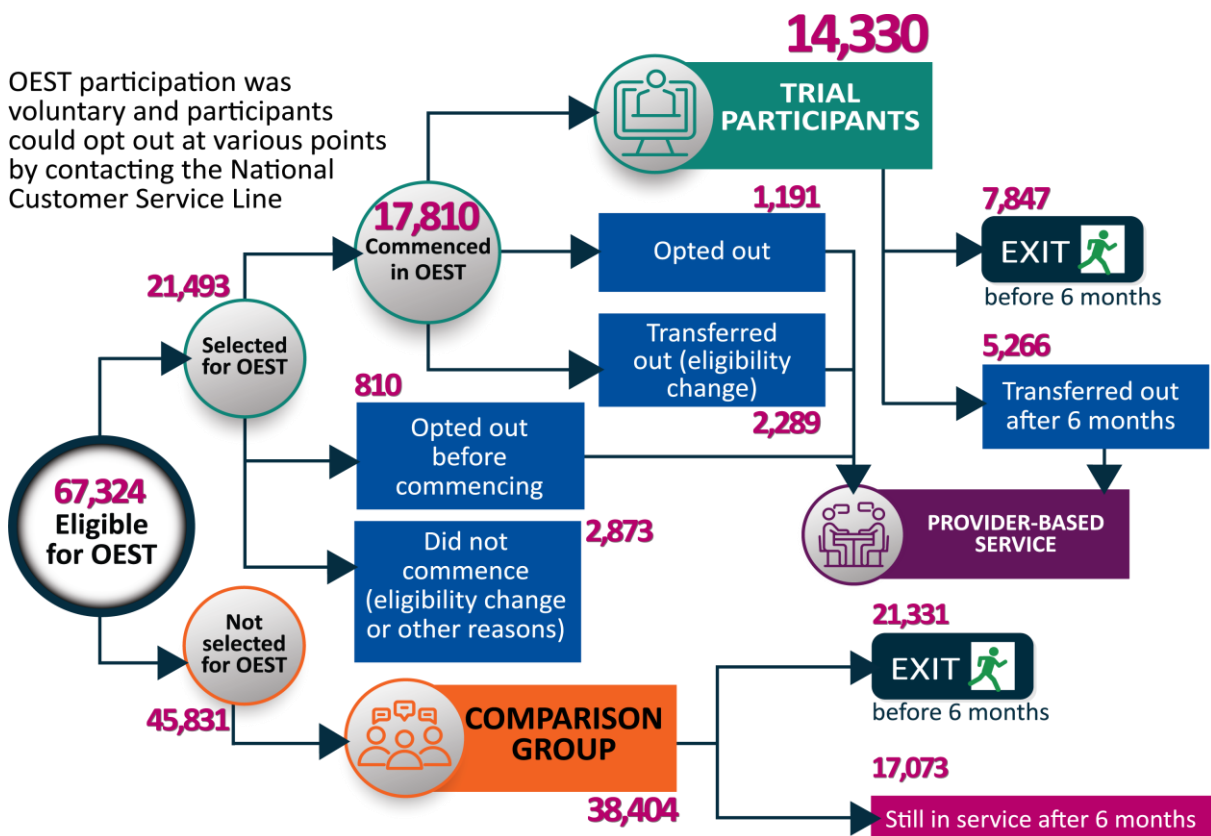 OEST participation was
voluntary and participants
could opt out at various points
by contacting the National
Customer Service Line
14,330
TRIAL
PARTICIPANTS
17,810
Commenced
in OEST
1,191
Opted out
7,847
EXIT
before 6 months
21,493
Selected
for OEST
Transferred
out (eligibility
change)
2,289
5,266
Transferred out
after 6 months
810
Opted out
before
commencing
67,324
Eligible
for OEST
2,873
Did not
commence
(eligibility change
or other reasons)
PROVIDER-BASED
SERVICE
Not
selected
for OEST
45,831
COMPARISON
GROUP
38,404
21,331
EXIT
before 6 months
17,073
Still in service after 6 months